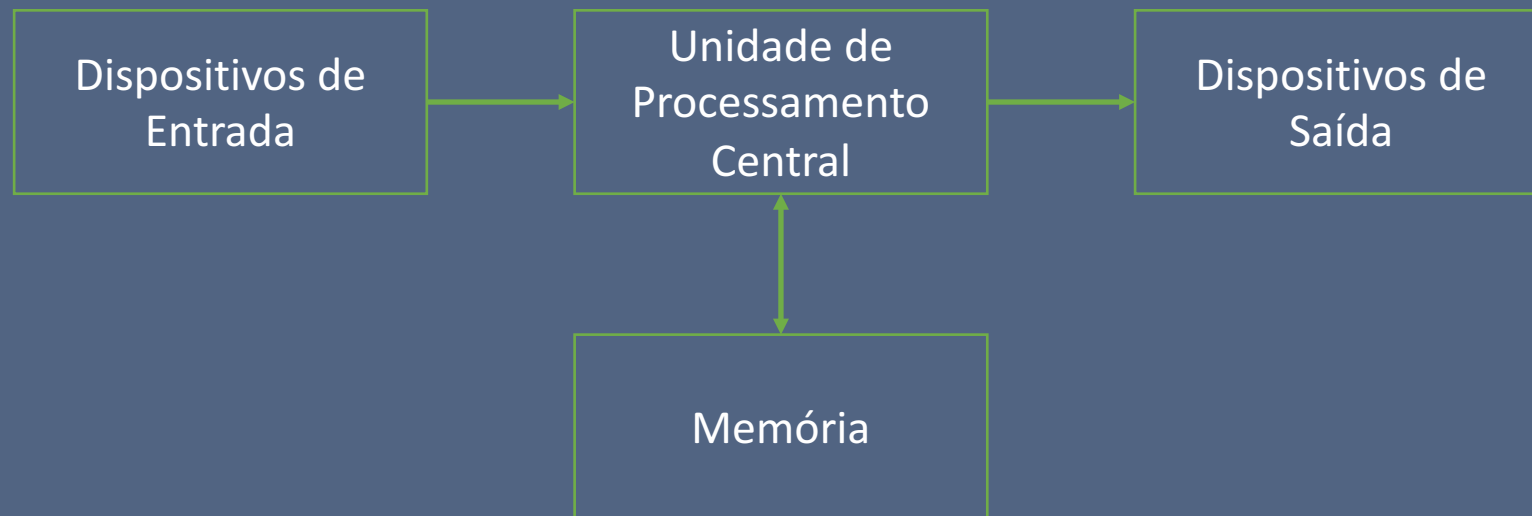 Dispositivos de
Entrada
Unidade de
Processamento
Central
Dispositivos de
Saída
Memória